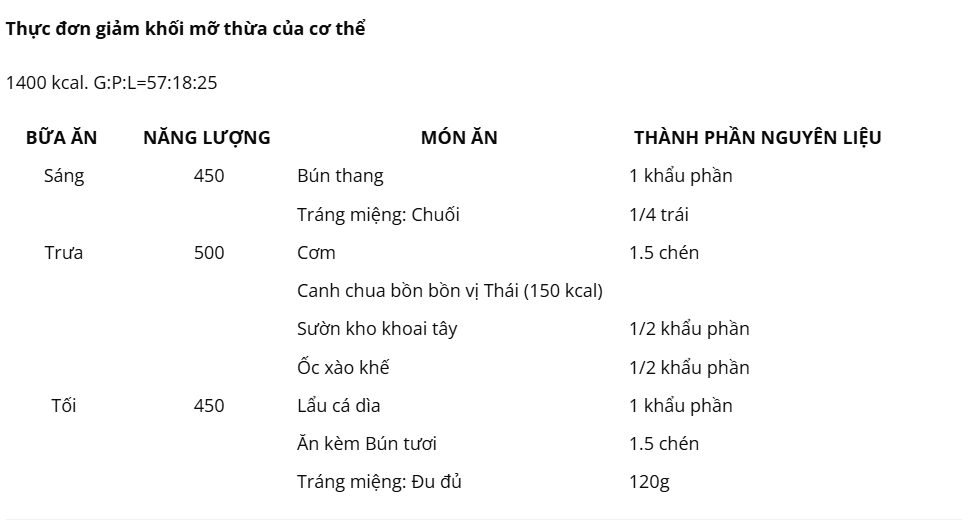 Thực đơn giảm khối mỡ thừa của cơ thể
1400 kcal. G:P:L=57:18:25
BỮA ĂN NĂNG LƯỢNG MÓN ĂN THÀNH PHẦN NGUYÊN LIỆU
Sáng 450 Bún thang 1 khẩu phần
Tráng miệng: Chuối 1/4 trái
Trưa 500 Cơm 1.5 chén
Canh chua bồn bồn vị Thái (150 kcal)
Sườn kho khoai tây 1/2 khẩu phần
Ốc xào khế 1/2 khẩu phần
Tối 450 Lẩu cá dìa 1 khẩu phần
Ăn kèm Bún tươi 1.5 chén
Tráng miệng: Đu đủ 120g